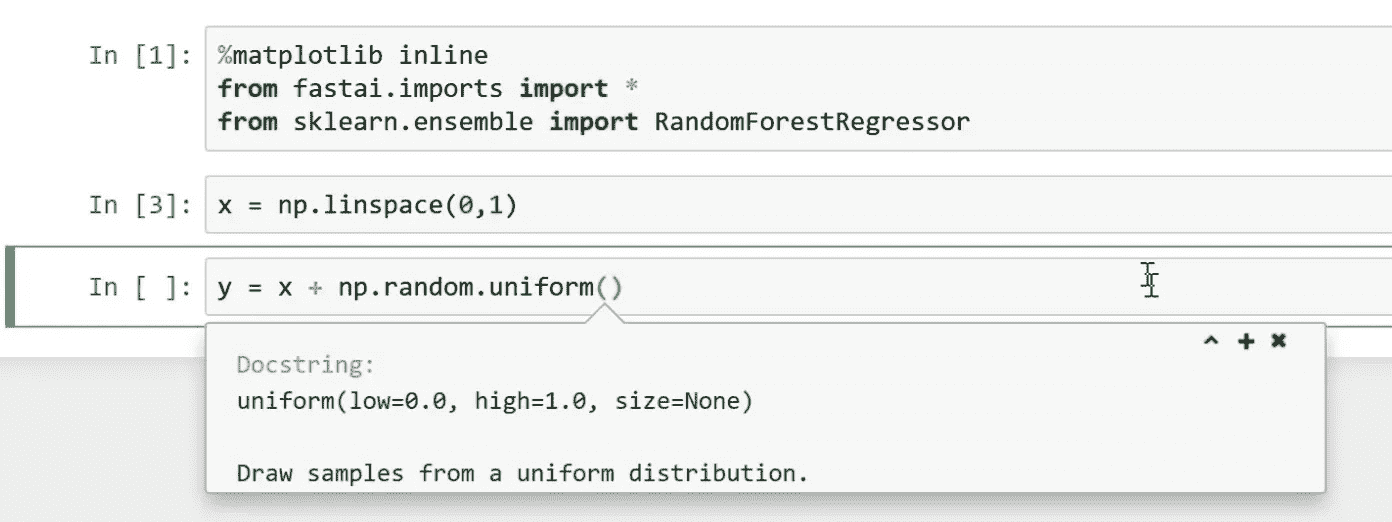 In [1]: %matplotlib inline
from fastai.imports import *
from sklearn.ensemble import RandomForestRegressor
In [3]: x = np.linspace(0,1)
In [ ]: y = x + np.random.uniform()
Docstring:
uniform(low=0.0, high=1.0, size=None)
Draw samples from a uniform distribution.